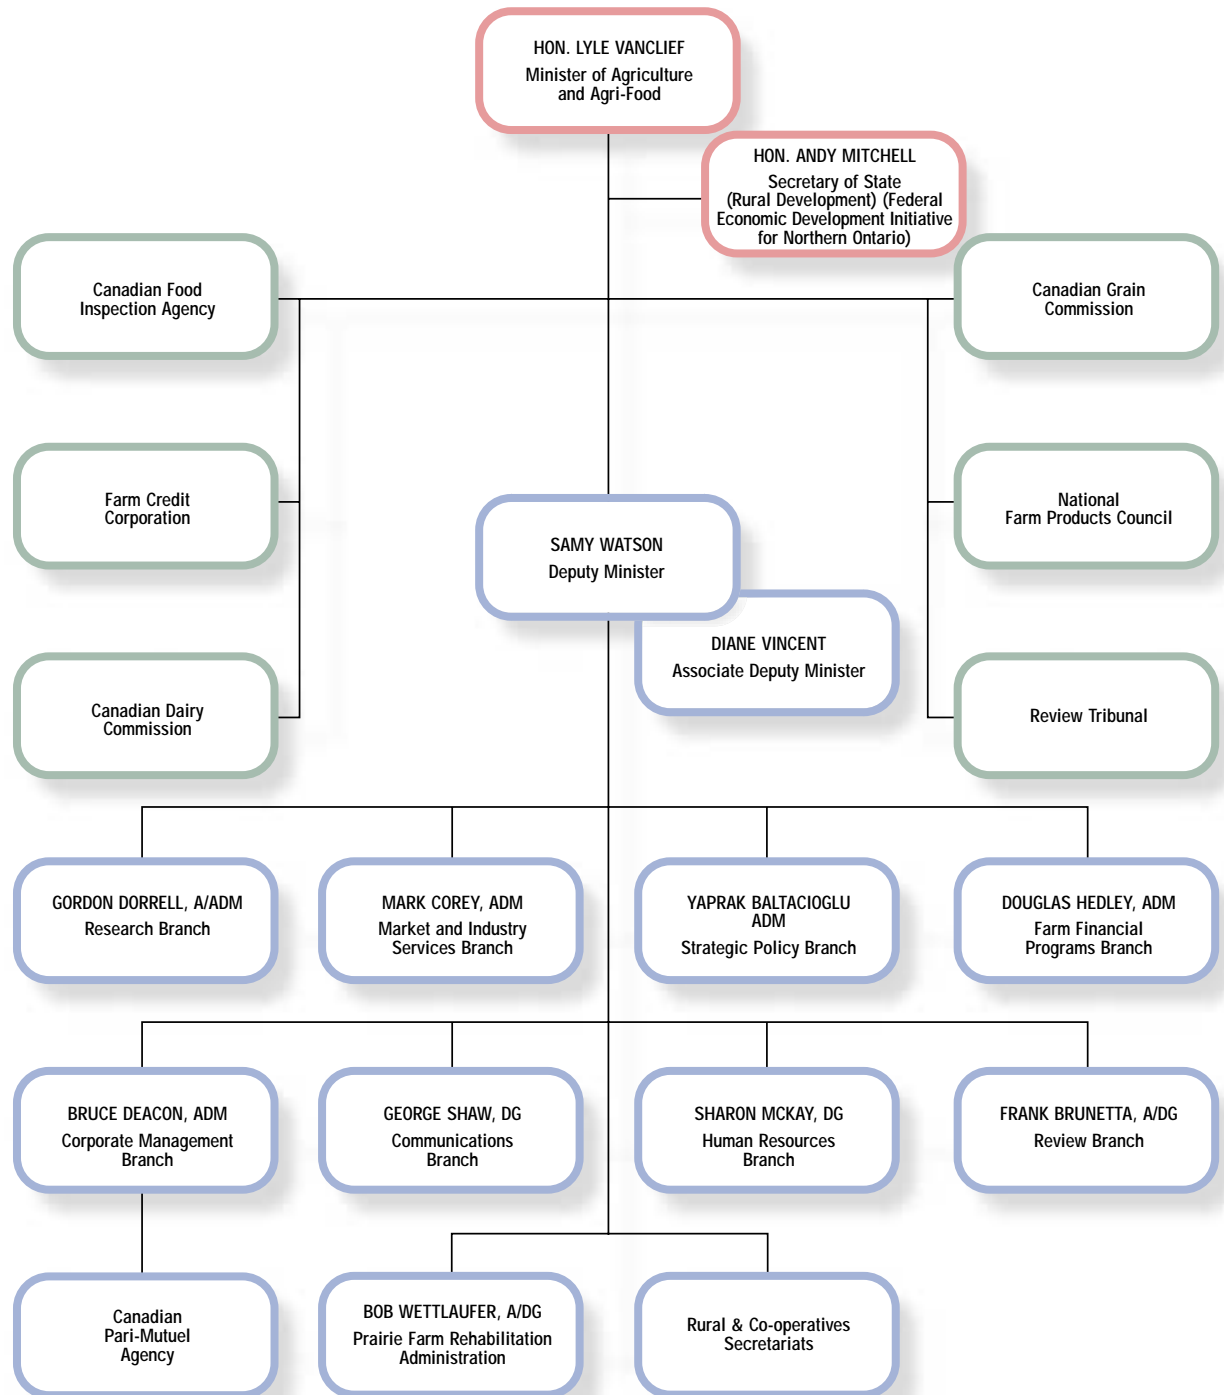 HON. LYLE VANCLIEF
Minister of Agriculture
and Agri-Food
HON. ANDY MITCHELL
Secretary of State
(Rural Development) (Federal
Economic Development Initiative
for Northern Ontario)
Canadian Food
Inspection Agency
Canadian Grain
Commission
Farm Credit
Corporation
National
Farm Products Council
SAMY WATSON
Deputy Minister
DIANE VINCENT
Associate Deputy Minister
Canadian Dairy
Commission
Review Tribunal
GORDON DORRELL, A/ADM
Research Branch
MARK COREY, ADM
Market and Industry
Services Branch
YAPRAK BALTACIOGLU
ADM
Strategic Policy Branch
DOUGLAS HEDLEY, ADM
Farm Financial
Programs Branch
BRUCE DEACON, ADM
Corporate Management
Branch
GEORGE SHAW, DG
Communications
Branch
SHARON MCKAY, DG
Human Resources
Branch
FRANK BRUNETTA, A/DG
Review Branch
Canadian
Pari-Mutuel
Agency
BOB WETTLAUFER, A/DG
Prairie Farm Rehabilitation
Administration
Rural & Co-operatives
Secretariats